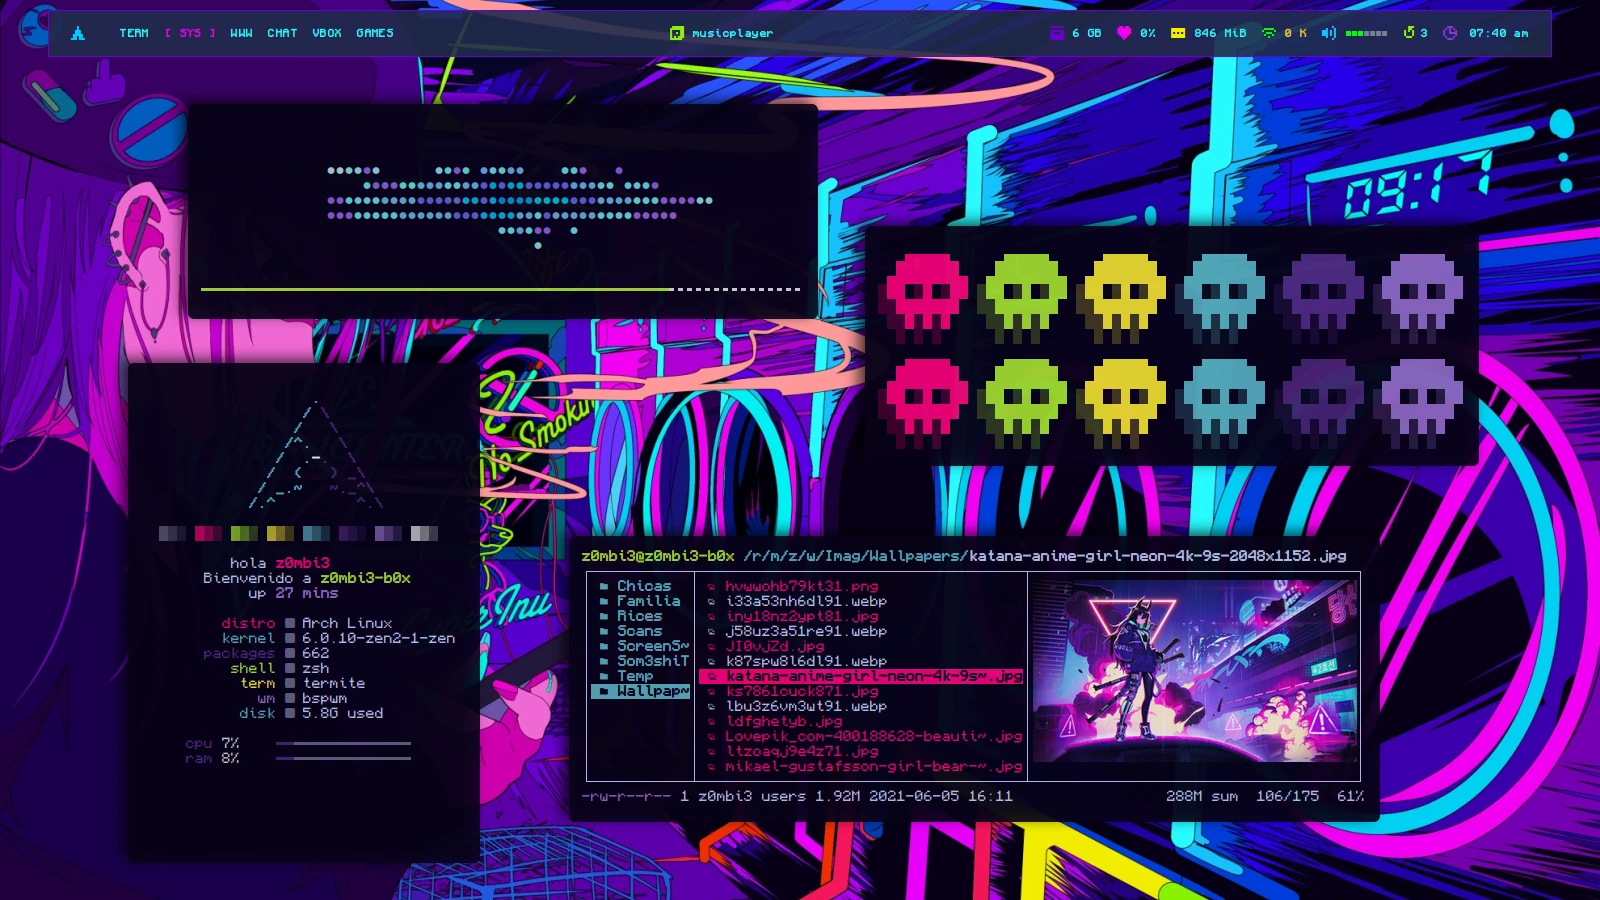 TERM [ SYS ] WWW CHAT VBOX GAMES
musicplayer
6 GB 0% 846 MiB 0 K 3 07:40 am
09:17
Smokin
Inu
hola z0mbi3
Bienvenido a z0mbi3-b0x
up 27 mins
distro Arch Linux
kernel 6.0.10-zen2-1-zen
packages 662
shell zsh
term termite
wm bspwm
disk 5.8G used
cpu 7%
ram 8%
z0mbi3@z0mbi3-b0x /r/m/z/w/Imag/Wallpapers/katana-anime-girl-neon-4k-9s-2048x1152.jpg
Chicas
Familia
Rices
Scans
ScreenS~
Som3shiT
Temp
Wallpap~
hvwwohb79kt31.png
i33a53nh6dl91.webp
iny18nz2ypt81.jpg
j58uz3a51re91.webp
JI0vjZd.jpg
k87spw8l6dl91.webp
katana-anime-girl-neon-4k-9s~.jpg
ks7861cuck871.jpg
lbu3z6vm3wt91.webp
ldfghetyb.jpg
Lovepik_com-400188628-beauti~.jpg
ltzoaqj9e4z71.jpg
mikael-gustafsson-girl-bear-~.jpg
-rw-r--r-- 1 z0mbi3 users 1.92M 2021-06-05 16:11
288M sum 106/175 61%